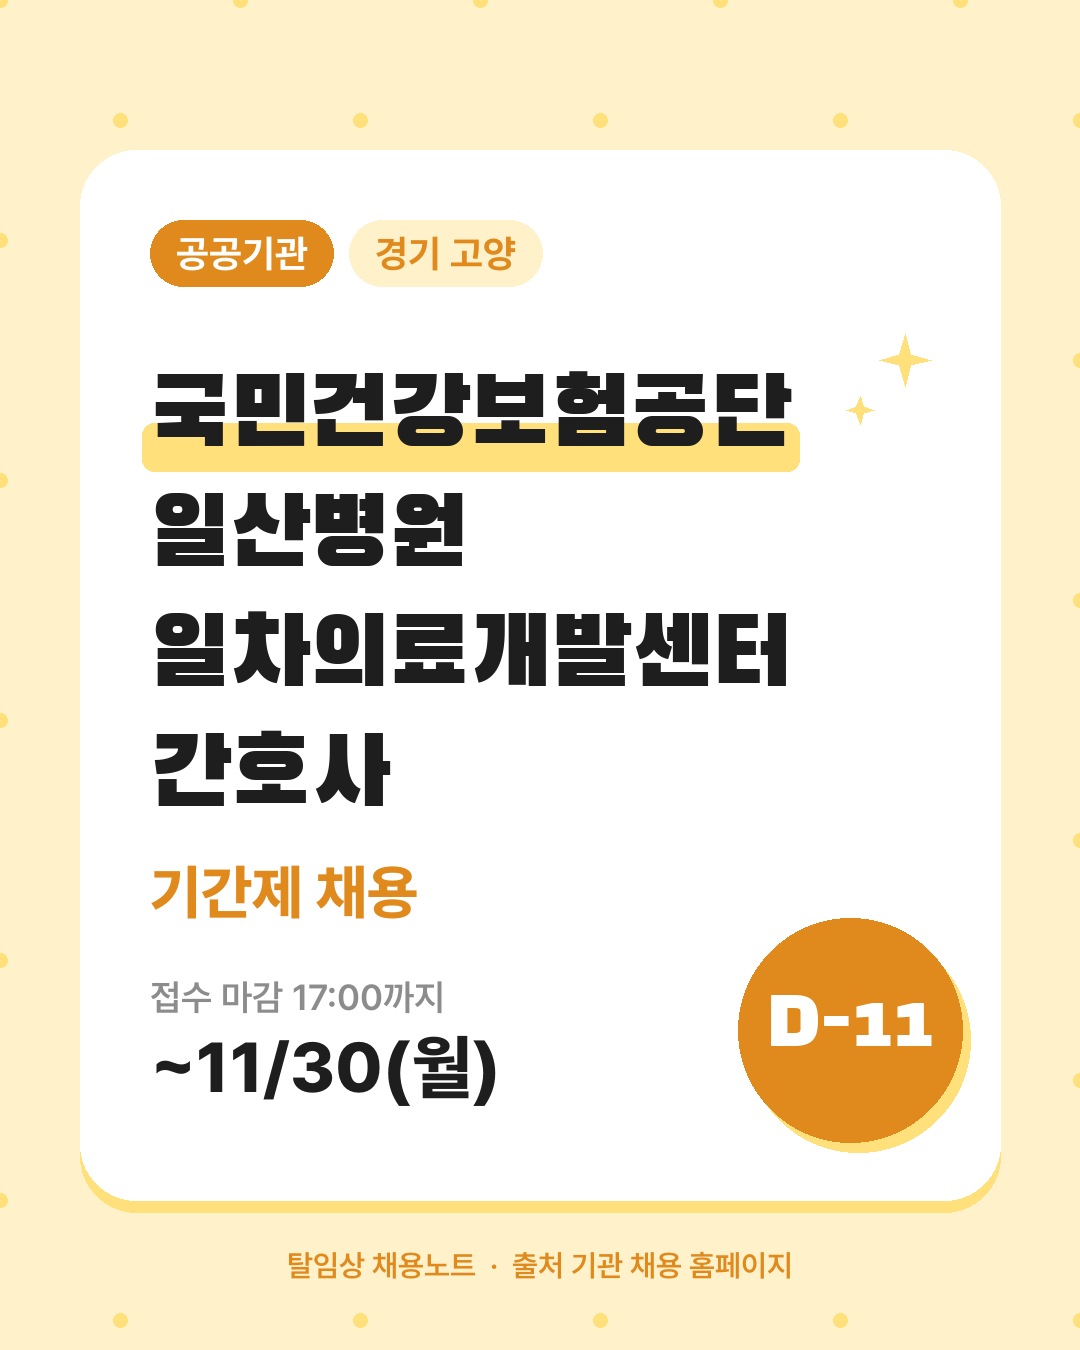 공공기관 경기 고양
국민건강보험공단
일산병원
일차의료개발센터
간호사
기간제 채용
접수 마감 17:00까지
~11/30(월)
D-11
탈임상 채용노트 · 출처 기관 채용 홈페이지